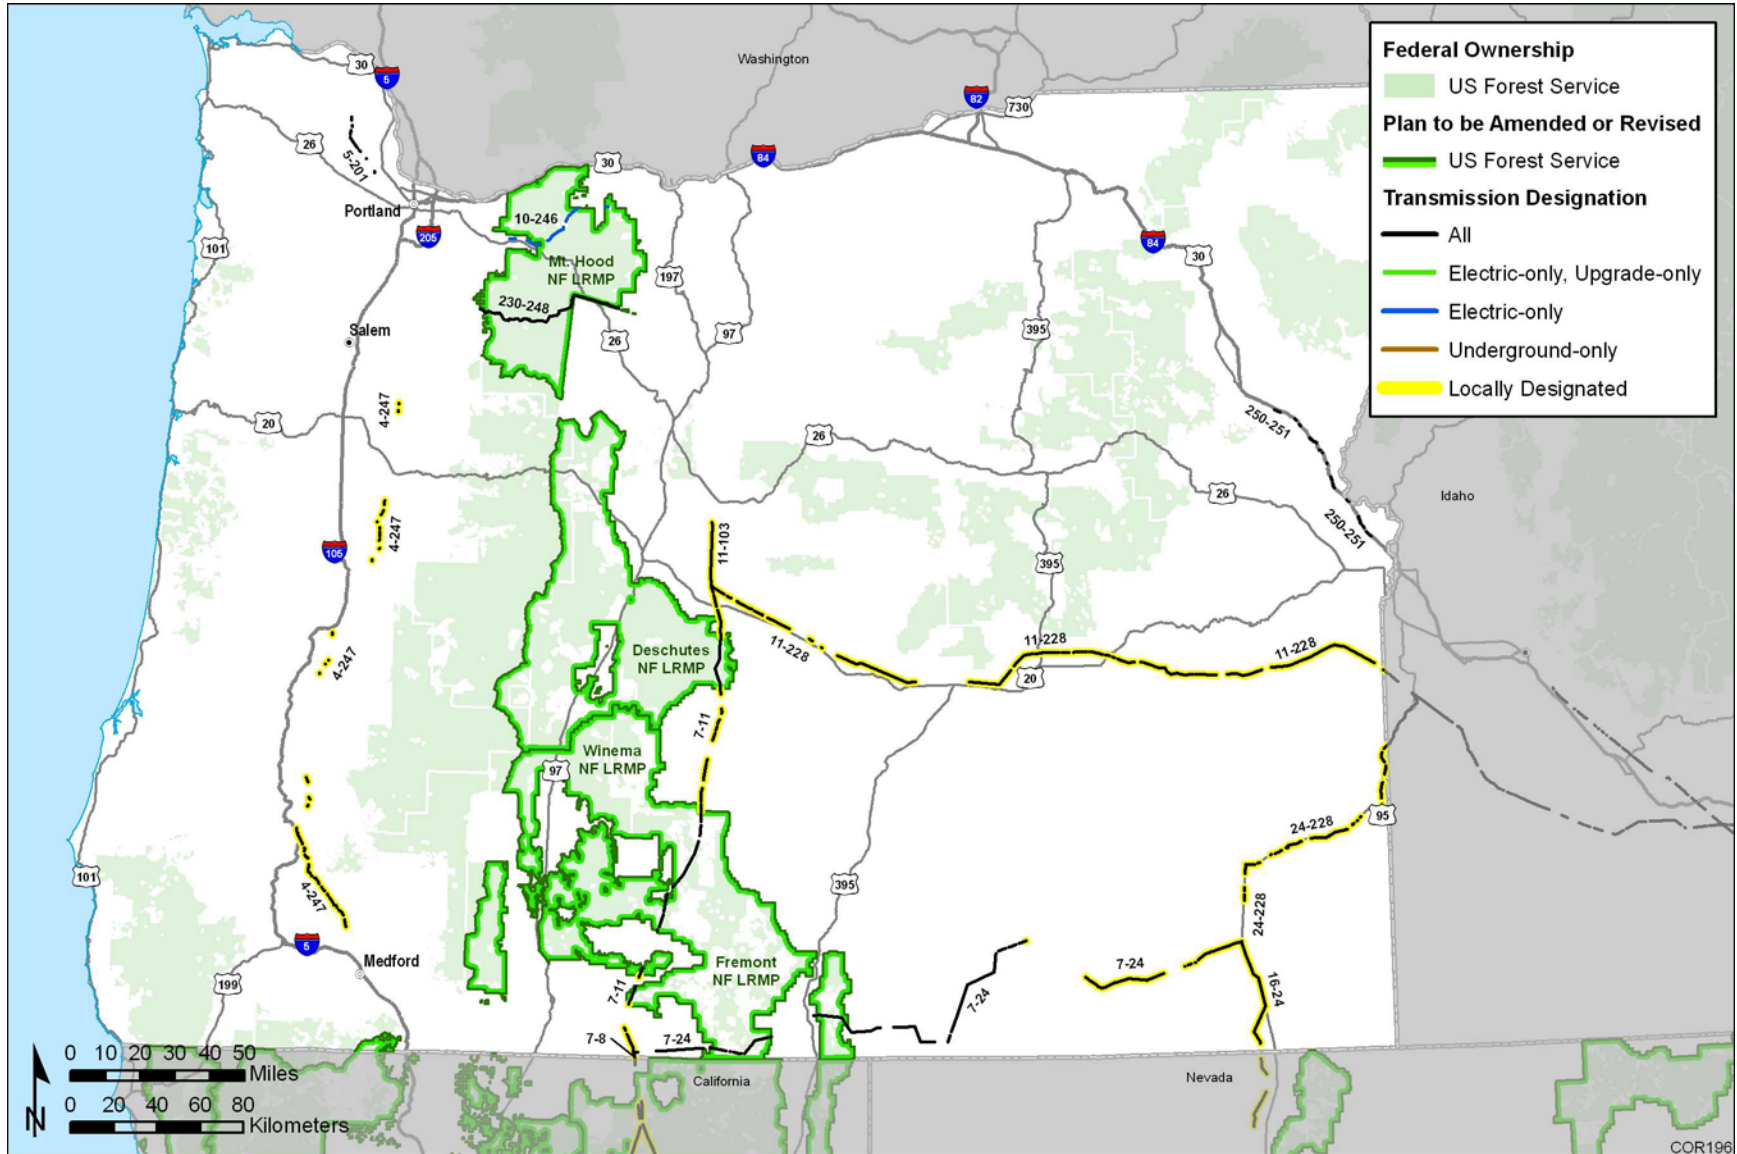 Federal Ownership
US Forest Service
Plan to be Amended or Revised
US Forest Service
Transmission Designation
All
Electric-only, Upgrade-only
Electric-only
Underground-only
Locally Designated
Washington
30
5
82
730
26
5-201
30
84
Portland
10-246
101
205
84
30
Mt. Hood
NF LRMP
197
230-248
Salem
97
26
395
4-247
20
26
250-251
26
Idaho
4-247
11-103
250-251
105
395
4-247
Deschutes
NF LRMP
11-228
11-228
11-228
20
7-11
Winema
NF LRMP
97
95
24-228
101
395
4-247
24-228
5
Medford
Fremont
NF LRMP
7-24
199
7-11
7-24
16-24
7-8
7-24
0 10 20 30 40 50
Miles
0 20 40 60 80
Kilometers
N
California
Nevada
COR196